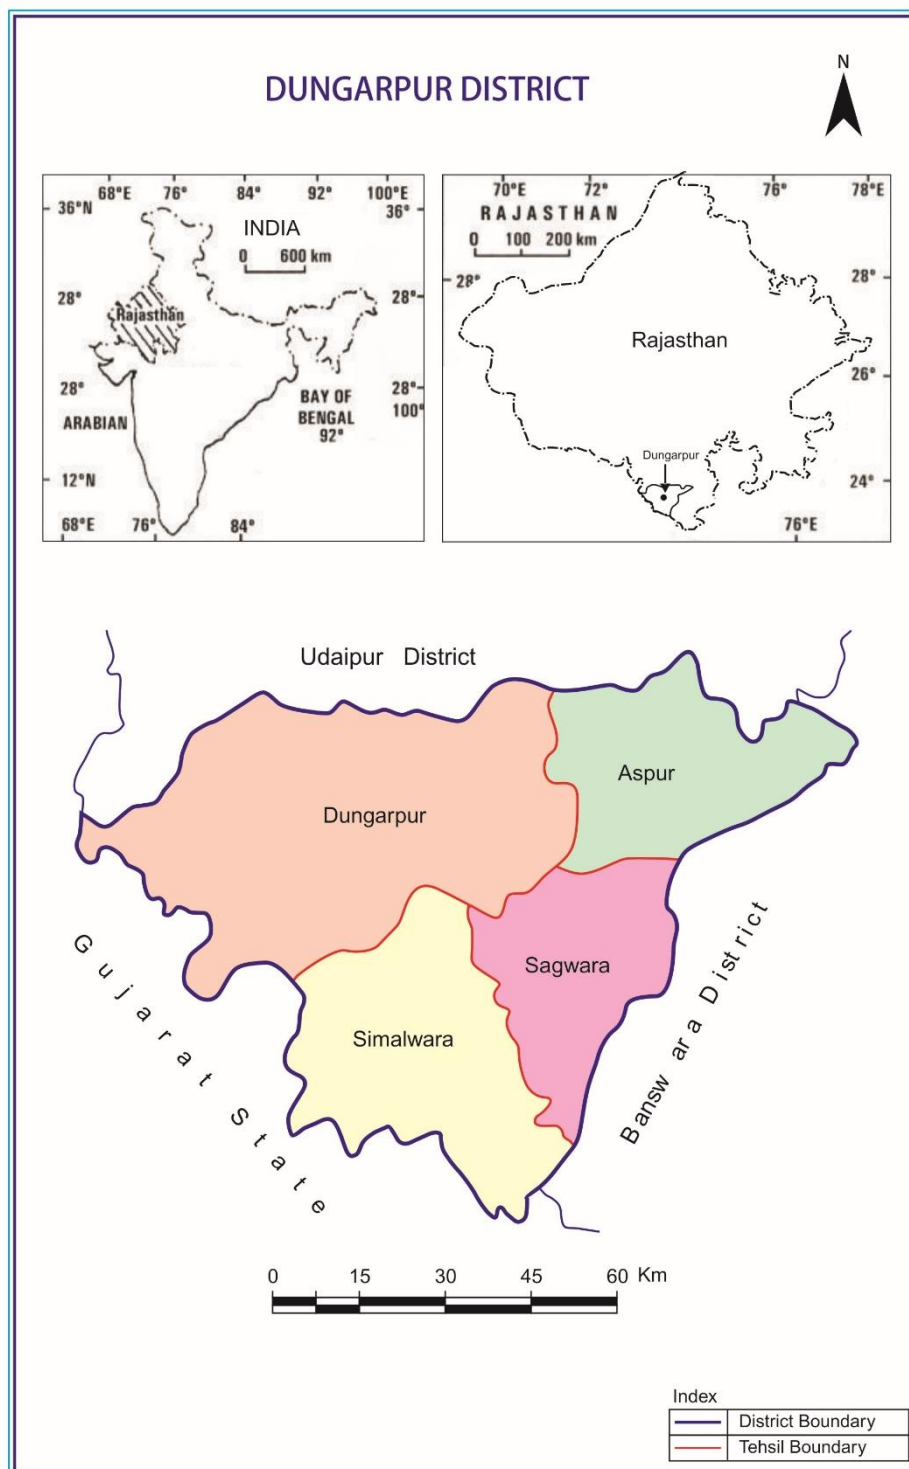 DUNGARPUR DISTRICT
N
68°E 76° 84° 92° 100°E
36°N 36°
INDIA
0 600 km
28° 28°
Rajasthan
28° 28°
100°
ARABIAN
BAY OF
BENGAL
92°
12°N
68°E 76° 84°
70°E 72° 76° 78°E
RAJASTHAN
0 100 200 km
28° 28°
Rajasthan
26°
Dungarpur
24°
76°E
Udaipur District
Aspur
Dungarpur
Sagwara
Simalwara
Gujarat State
Bansw ara District
0 15 30 45 60 Km
Index
District Boundary
Tehsil Boundary